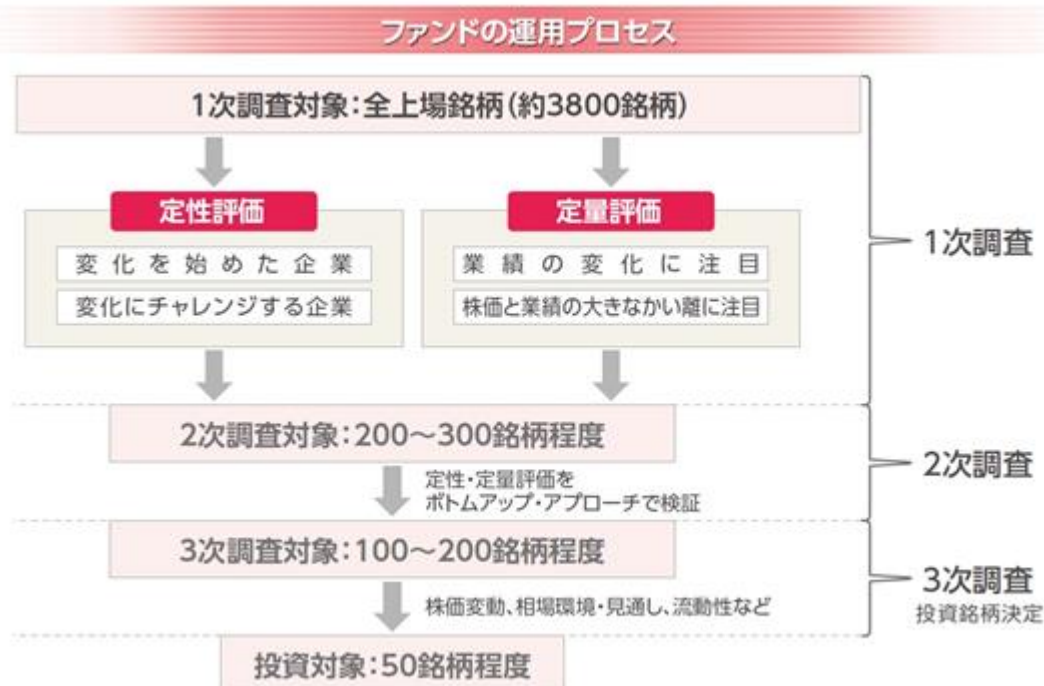 ファンドの運用プロセス
1次調査対象:全上場銘柄(約3800銘柄)
定性評価
変化を始めた企業
変化にチャレンジする企業
定量評価
業績の変化に注目
株価と業績の大きなかい離に注目
1次調査
2次調査対象:200～300銘柄程度
定性・定量評価を
ボトムアップ・アプローチで検証
2次調査
3次調査対象:100～200銘柄程度
株価変動、相場環境・見通し、流動性など
3次調査
投資銘柄決定
投資対象:50銘柄程度